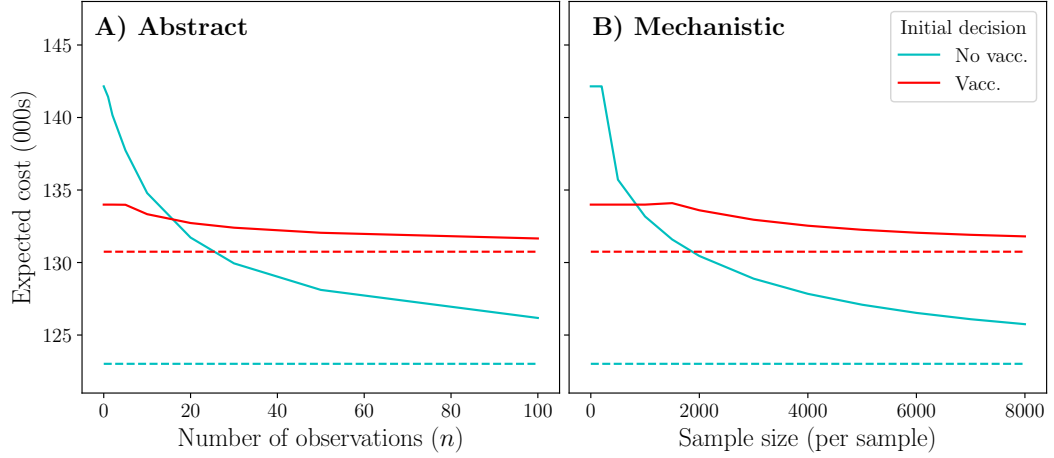 A) Abstract
B) Mechanistic
Initial decision
No vacc.
Vacc.
Expected cost (000s)
145
140
135
130
125
0
20
40
60
80
100
Number of observations (n)
0
2000
4000
6000
8000
Sample size (per sample)